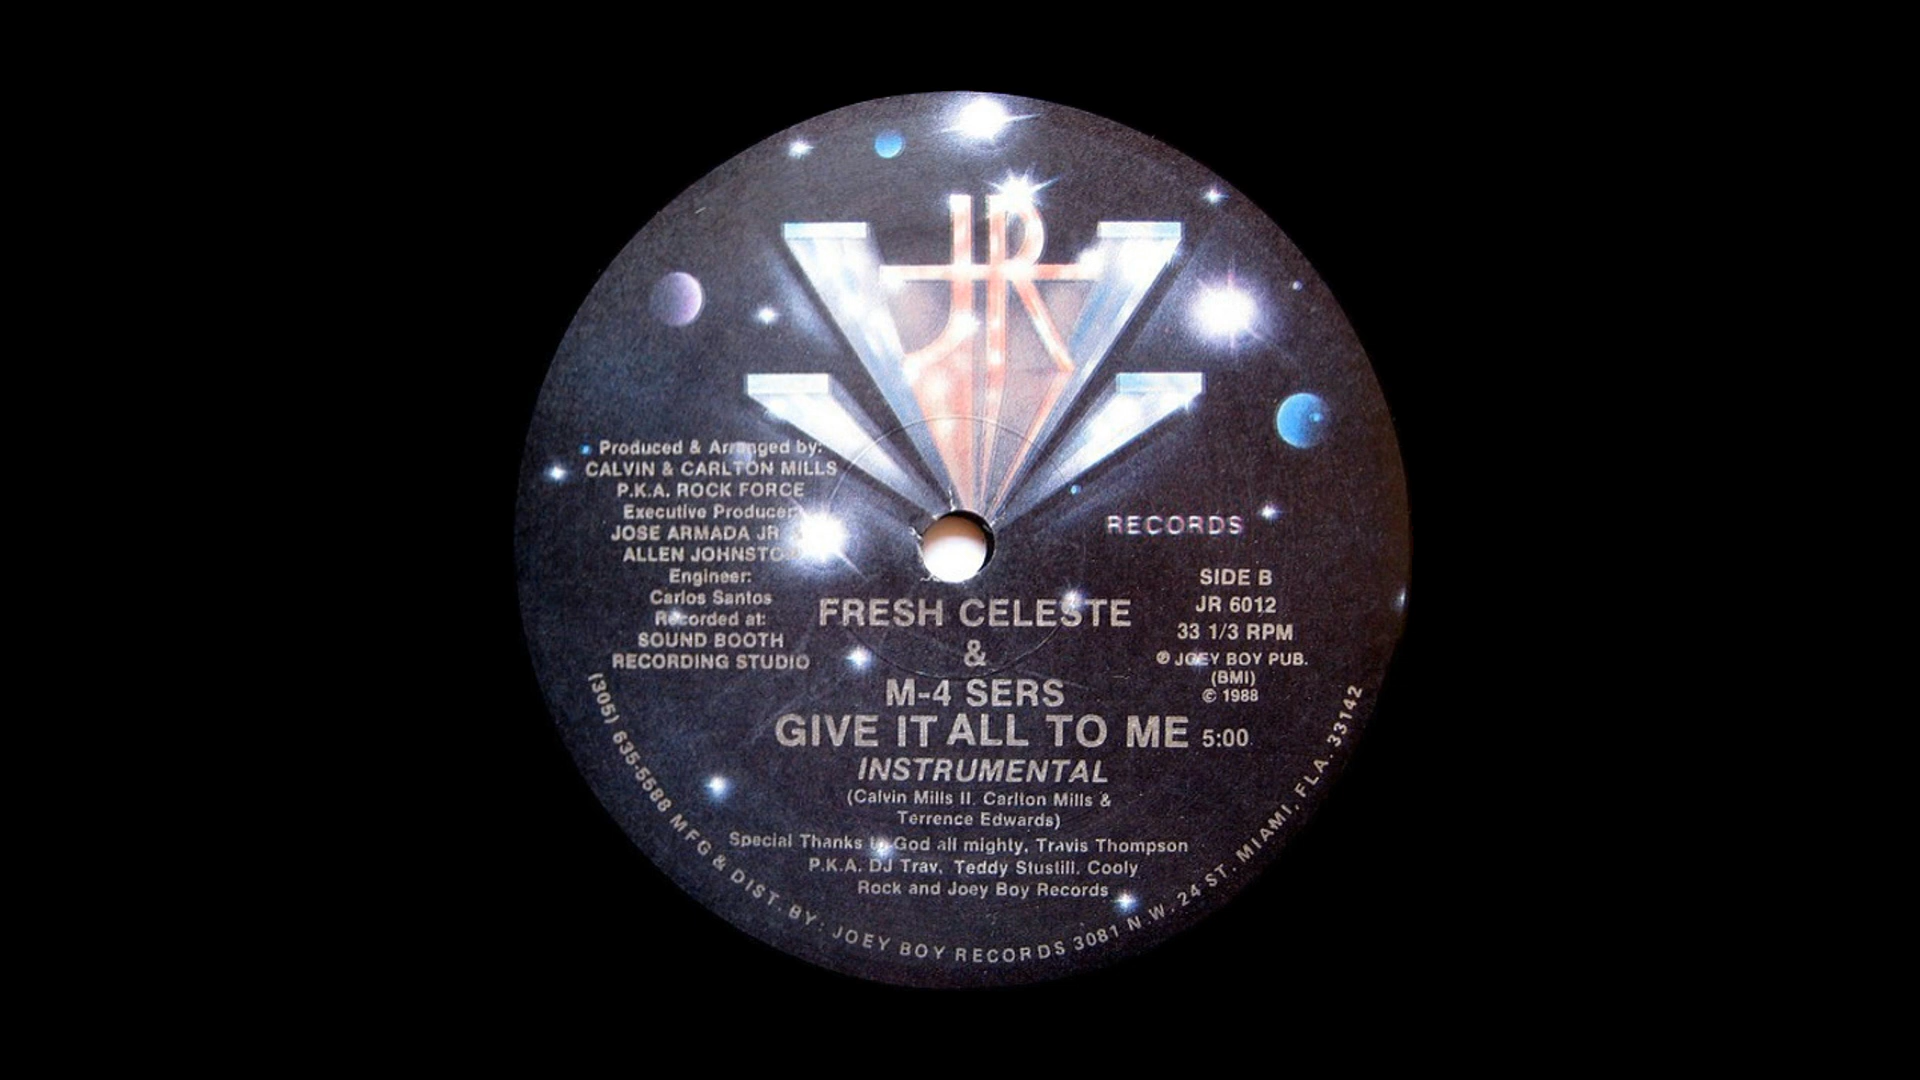 JR
RECORDS
Produced & Arranged by:
CALVIN & CARLTON MILLS
P.K.A. ROCK FORCE
Executive Producer
JOSE ARMADA JR
ALLEN JOHNSTO
Engineer:
Carlos Santos
Recorded at:
SOUND BOOTH
RECORDING STUDIO
SIDE B
JR 6012
33 1/3 RPM
℗ JOEY BOY PUB.
(BMI)
© 1988
FRESH CELESTE
&
M-4 SERS
GIVE IT ALL TO ME 5:00
INSTRUMENTAL
(Calvin Mills II, Carlton Mills &
Terrence Edwards)
Special Thanks God all mighty, Travis Thompson
P.K.A. DJ Trav, Teddy Stustill, Cooly
Rock and Joey Boy Records
(305) 635-5588 MFG & DIST. BY: JOEY BOY RECORDS 3081 N.W. 24 ST. MIAMI, FLA. 33142